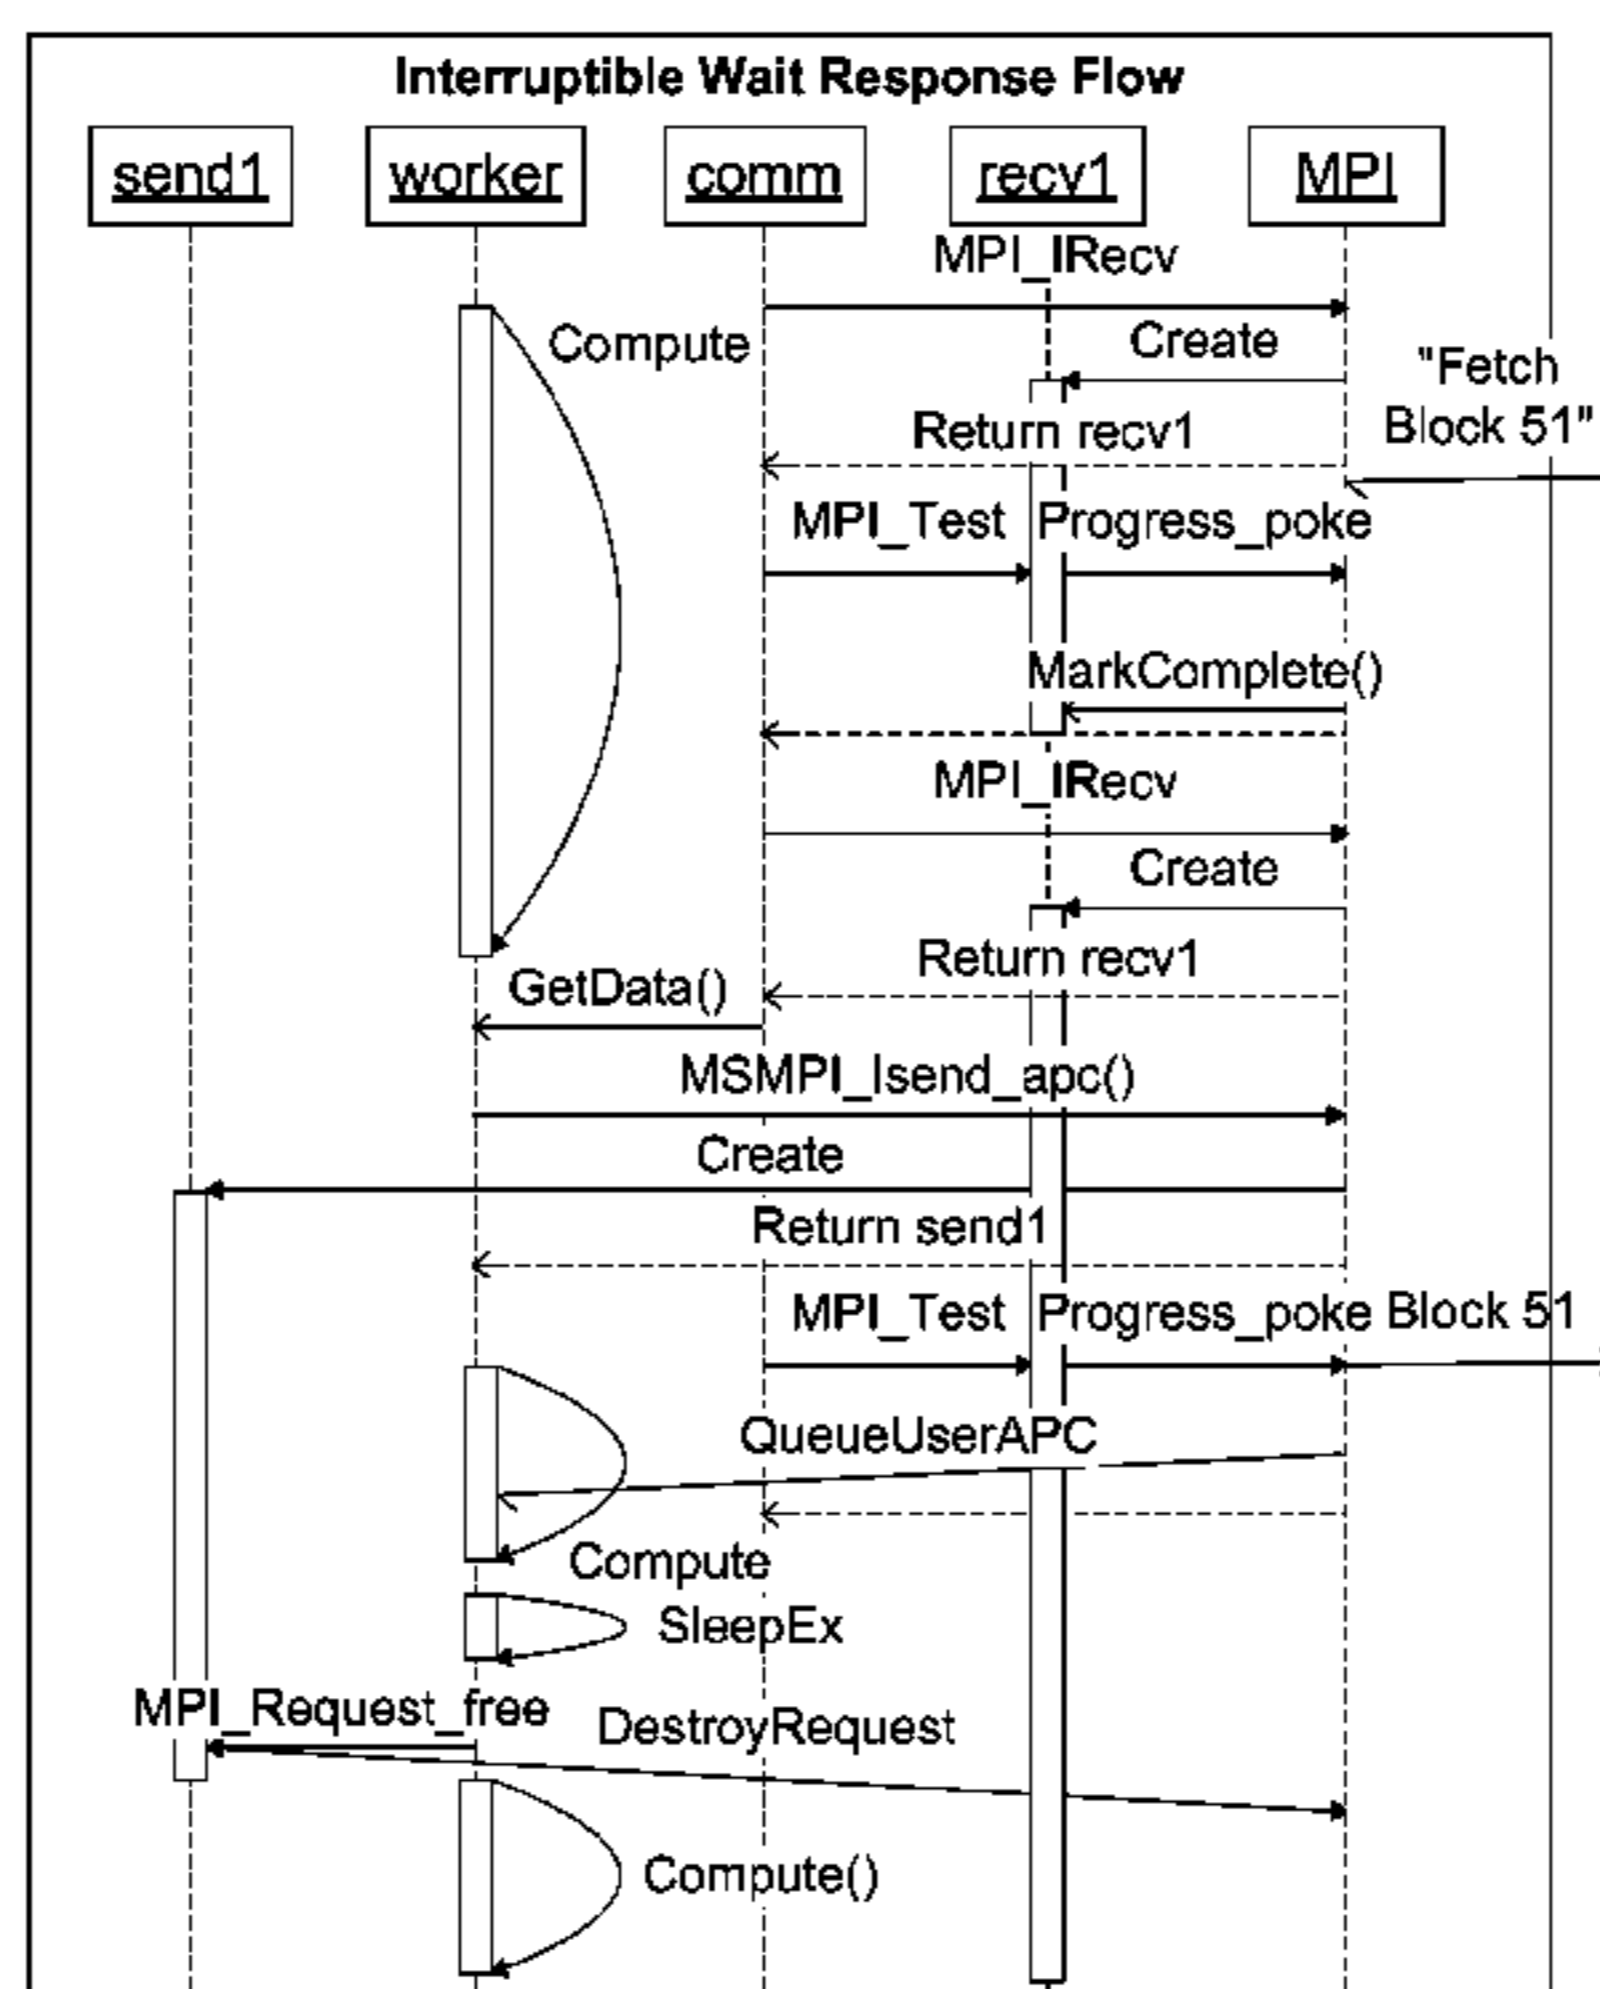 Interruptible Wait Response Flow
send1
worker
comm
recv1
MPI
MPI_IRecv
Compute
Create
"Fetch
Block 51"
Return recv1
MPI_Test
Progress_poke
MarkComplete()
MPI_IRecv
Create
Return recv1
GetData()
MSMPI_Isend_apc()
Create
Return send1
MPI_Test
Progress_poke
Block 51
QueueUserAPC
Compute
SleepEx
MPI_Request_free
DestroyRequest
Compute()